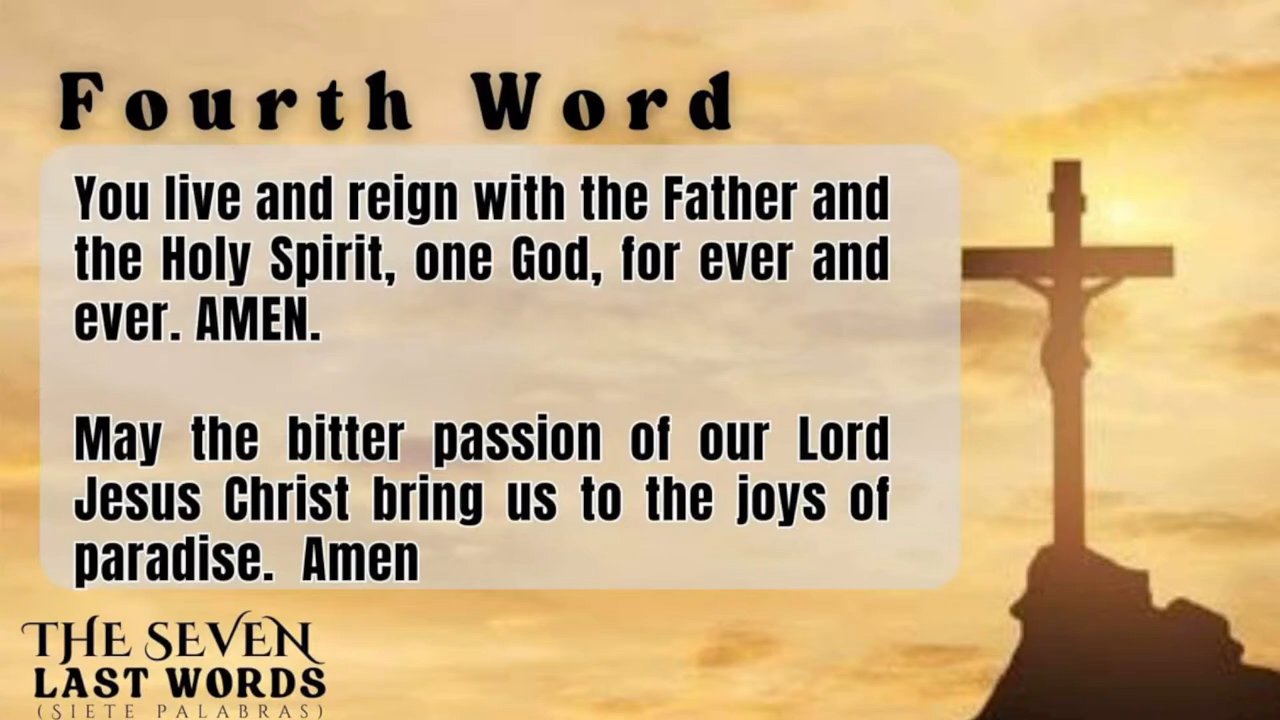 Fourth Word
You live and reign with the Father and
the Holy Spirit, one God, for ever and
ever. AMEN.
May the bitter passion of our Lord
Jesus Christ bring us to the joys of
paradise. Amen
THE SEVEN
LAST WORDS
(SIETE PALABRAS)